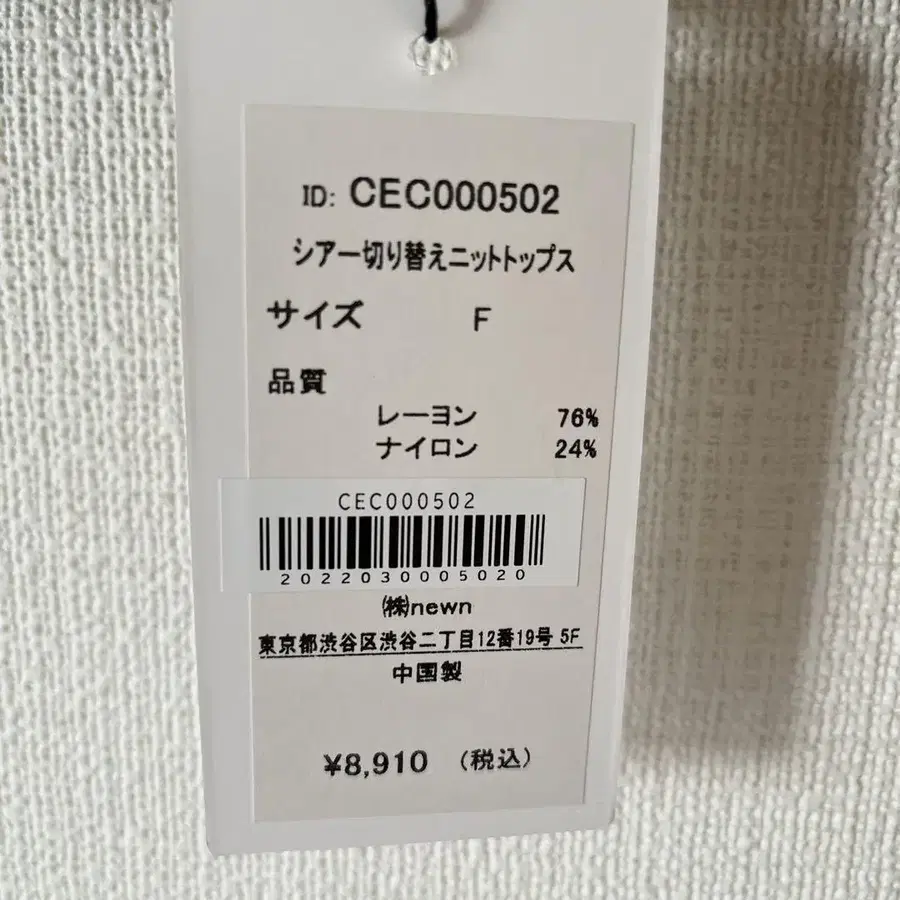 ID: CEC000502
シアー切り替えニットトップス
サイズ F
品質
レーヨン 76%
ナイロン 24%
CEC000502
2022030005020
㈱newn
東京都渋谷区渋谷二丁目12番19号 5F
中国製
¥8,910 (税込)